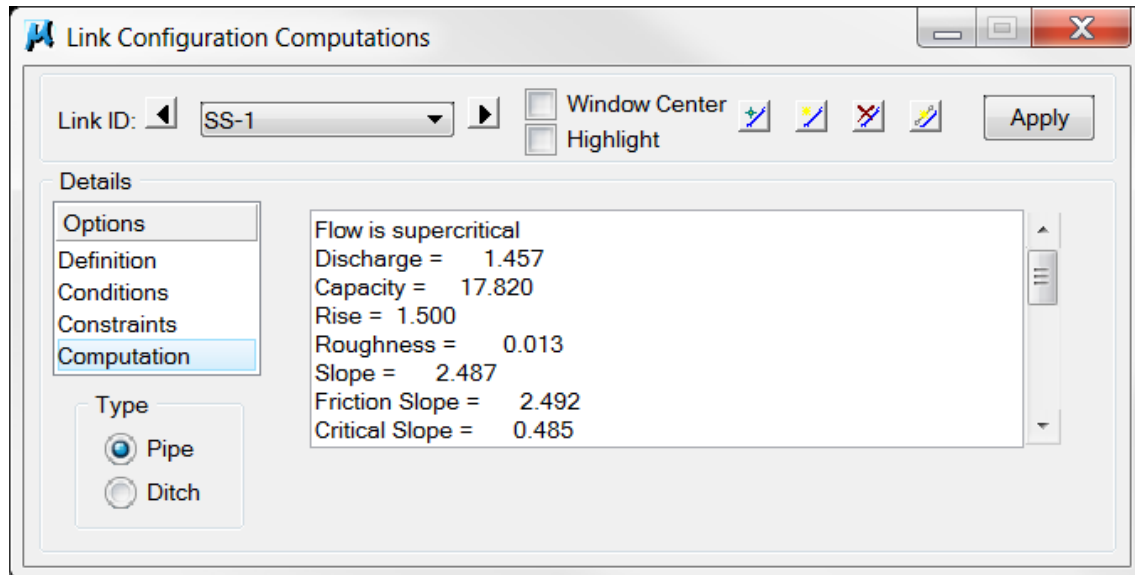 Link Configuration Computations
Link ID:
SS-1
Window Center
Highlight
Apply
Details
Options
Definition
Conditions
Constraints
Computation
Type
Pipe
Ditch
Flow is supercritical
Discharge = 1.457
Capacity = 17.820
Rise = 1.500
Roughness = 0.013
Slope = 2.487
Friction Slope = 2.492
Critical Slope = 0.485